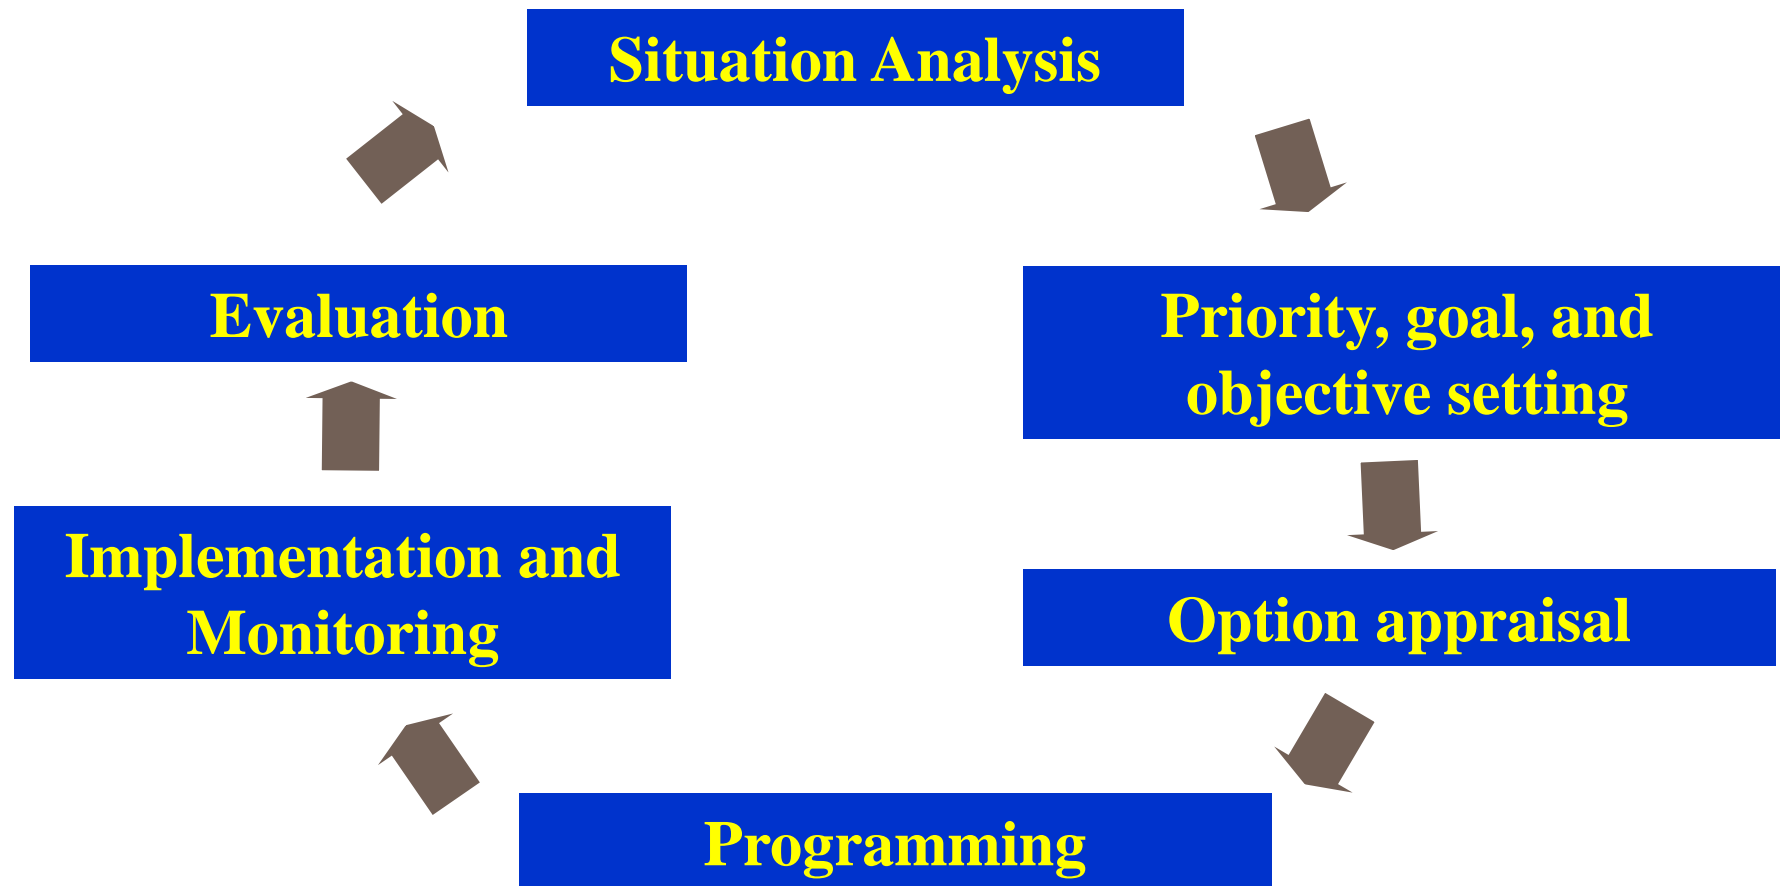 Situation Analysis
Evaluation
Priority, goal, and
objective setting
Implementation and
Monitoring
Option appraisal
Programming